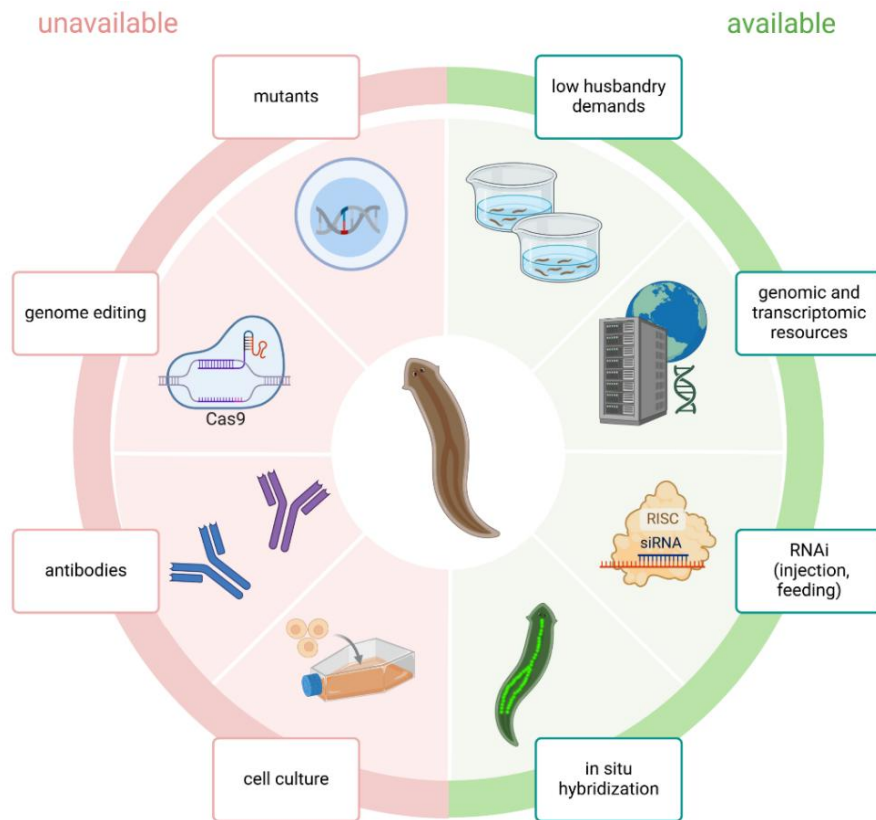 unavailable
available
mutants
low husbandry
demands
genome editing
genomic and
transcriptomic
resources
Cas9
RISC
siRNA
antibodies
RNAi
(injection,
feeding)
cell culture
in situ
hybridization